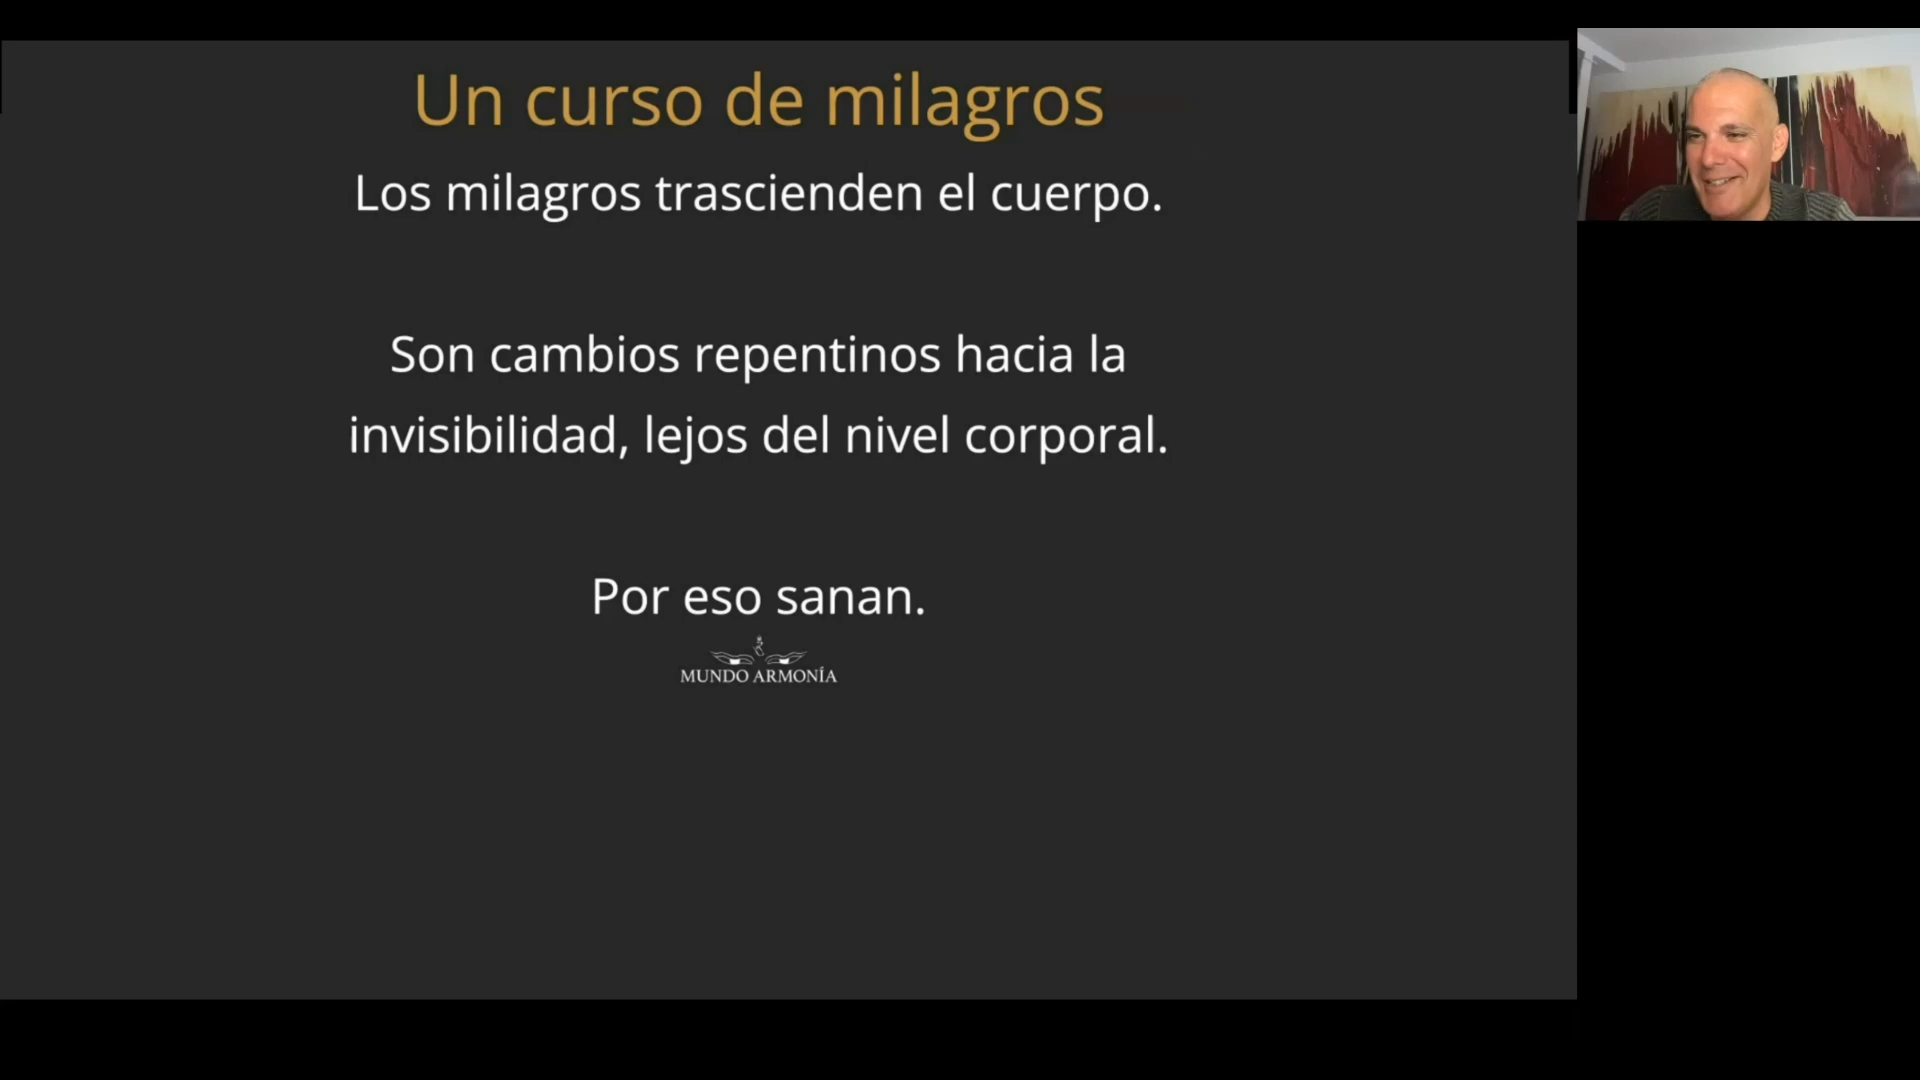 Un curso de milagros
Los milagros trascienden el cuerpo.
Son cambios repentinos hacia la
invisibilidad, lejos del nivel corporal.
Por eso sanan.
MUNDO ARMONÍA